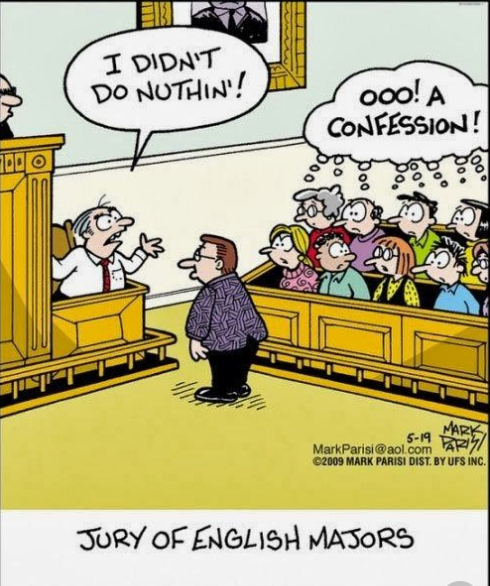 I DIDN'T
DO NUTHIN'!
OOO! A
CONFESSION!
5-19
MARK
PARISI
MarkParisi@aol.com
©2009 MARK PARISI DIST. BY UFS INC.
JURY OF ENGLISH MAJORS